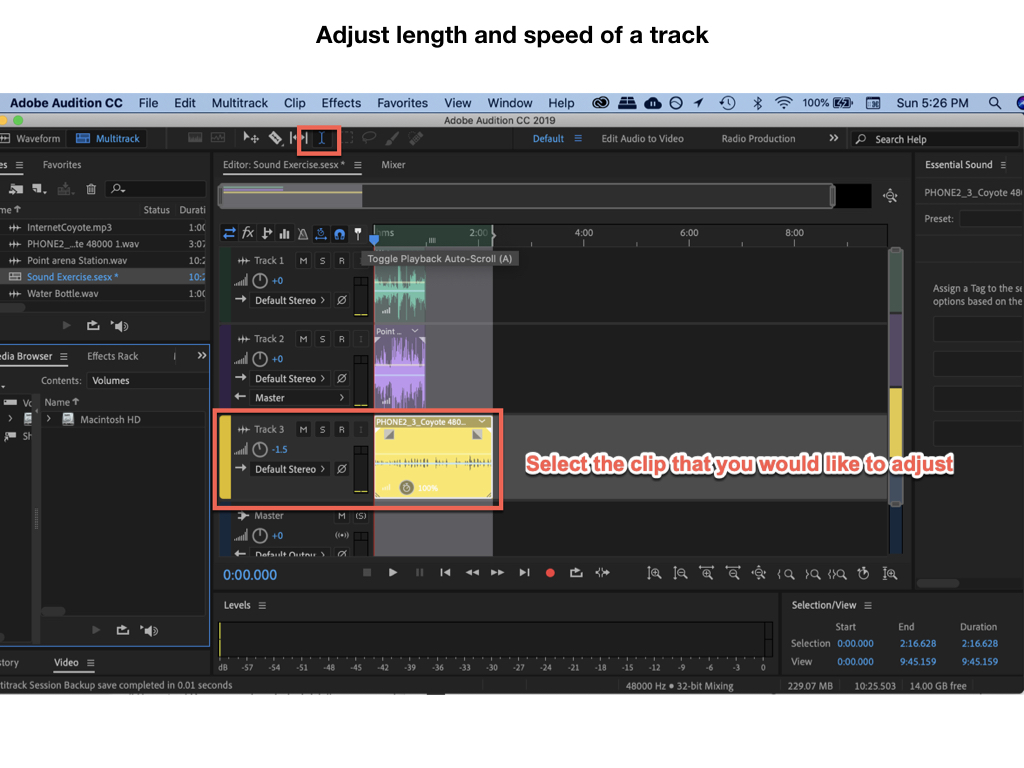 Adjust length and speed of a track
Adobe Audition CC File Edit Multitrack Clip Effects Favorites View Window Help 100% Sun 5:26 PM
Adobe Audition CC 2019
Waveform Multitrack Default Edit Audio to Video Radio Production Search Help
es Favorites Editor: Sound Exercise.sesx * Mixer Essential Sound
PHONE2_3_Coyote 48
me Status Durati
Preset:
InternetCoyote.mp3 1:00
PHONE2_...te 48000 1.wav 3:07
Point arena Station.wav 10:2
Sound Exercise.sesx * 10:2
Water Bottle.wav 1:00
fx hms 2:00 4:00 6:00 8:00
Toggle Playback Auto-Scroll (A)
Track 1 M S R I
+0
Default Stereo
Assign a Tag to the se
options based on the
Track 2 M S R I
Point ...
+0
Default Stereo
Master
edia Browser Effects Rack
Contents: Volumes
Name
Vo
Macintosh HD
Sh
Track 3 M S R I
PHONE2_3_Coyote 480...
-1.5
Default Stereo
100%
Select the clip that you would like to adjust
Master M (S)
+0
Default Output
0:00.000
Levels
dB -57 -54 -51 -48 -45 -42 -39 -36 -33 -30 -27 -24 -21 -18 -15 -12 -9 -6 -3 0
Selection/View
Start End Duration
Selection 0:00.000 2:16.628 2:16.628
View 0:00.000 9:45.159 9:45.159
story Video
titrack Session Backup save completed in 0.01 seconds 48000 Hz ● 32-bit Mixing 229.07 MB 10:25.503 14.00 GB free